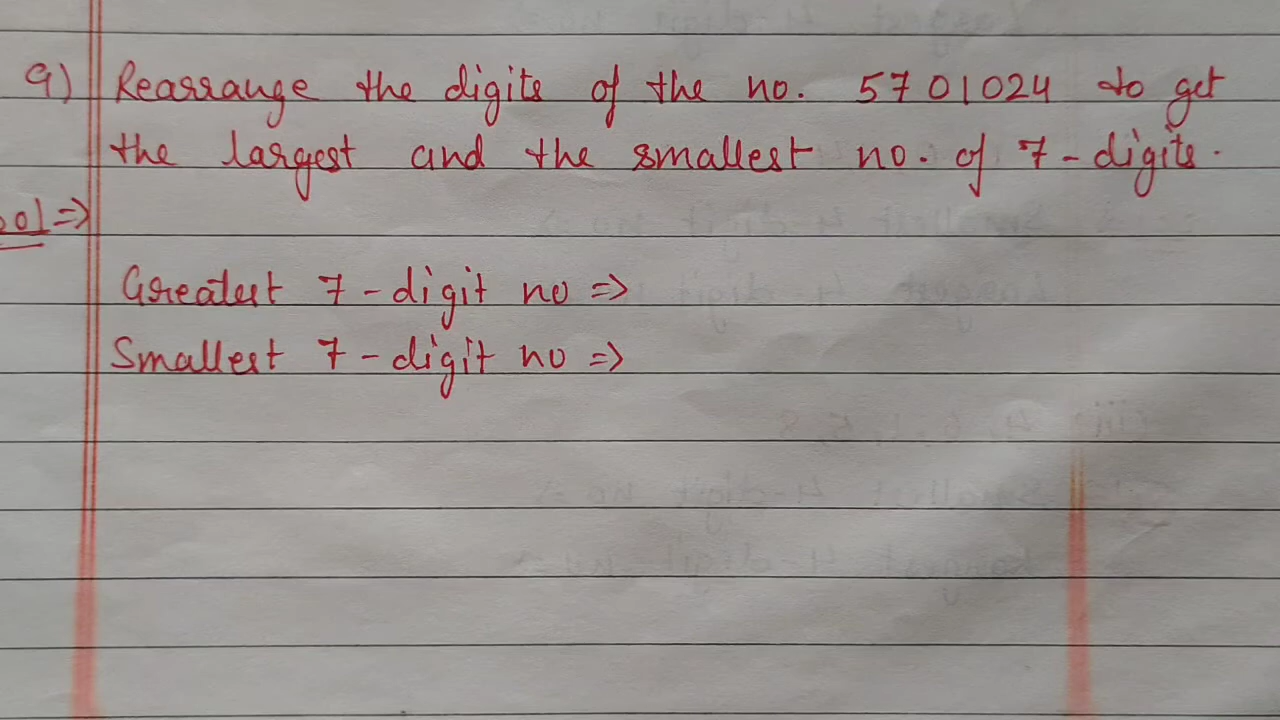 9) Rearrange the digits of the no. 5701024 to get
the largest and the smallest no. of 7-digits.
sol⇒
Greatest 7-digit no ⇒
Smallest 7-digit no ⇒